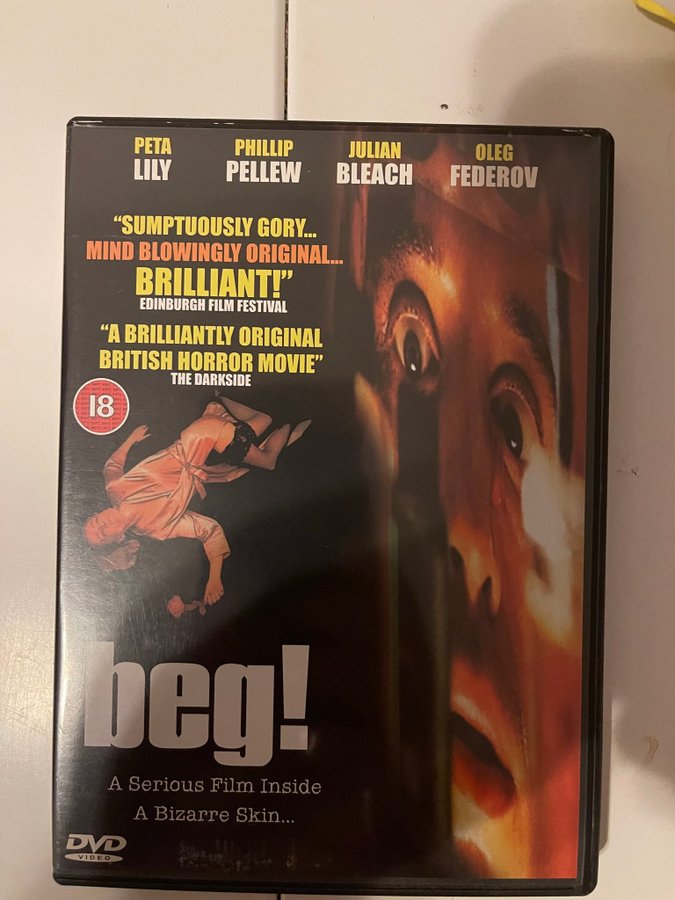 PETA
LILY
PHILLIP
PELLEW
JULIAN
BLEACH
OLEG
FEDEROV
“SUMPTUOUSLY GORY...
MIND BLOWINGLY ORIGINAL...
BRILLIANT!”
EDINBURGH FILM FESTIVAL
“A BRILLIANTLY ORIGINAL
BRITISH HORROR MOVIE”
THE DARKSIDE
18
beg!
A Serious Film Inside
A Bizarre Skin...
DVD
VIDEO